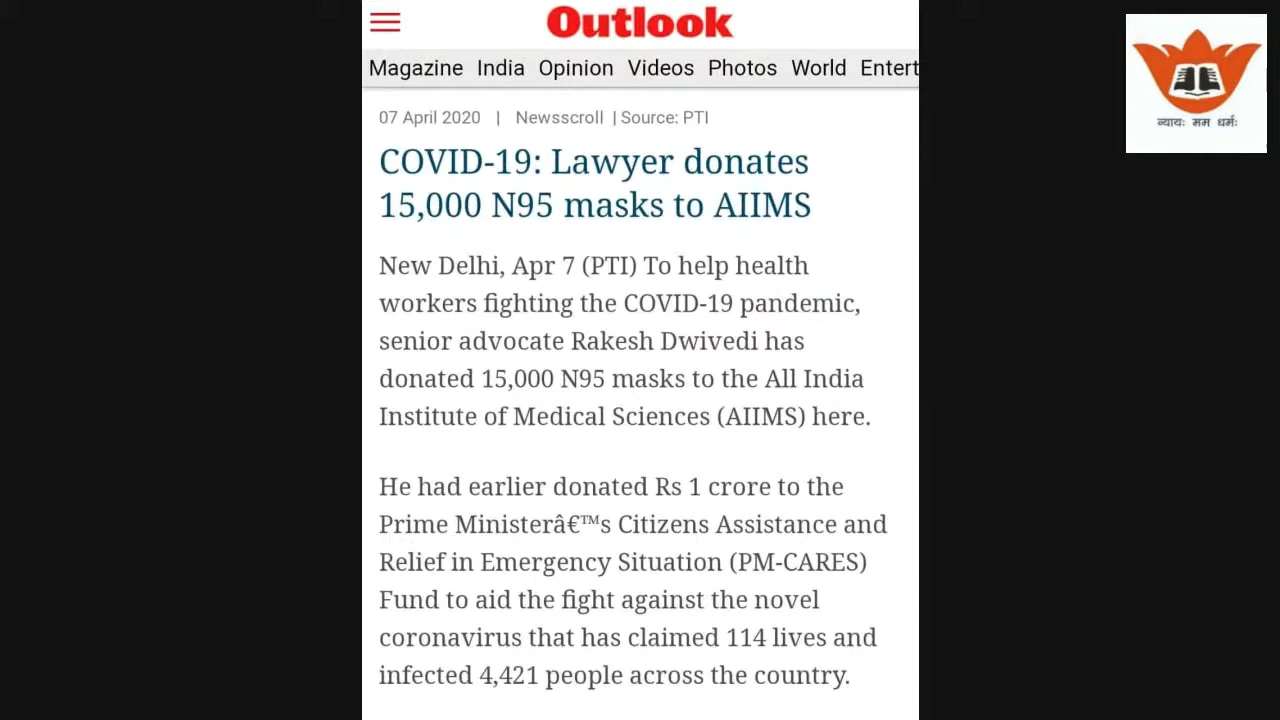 Outlook
Magazine India Opinion Videos Photos World Entert
07 April 2020 | Newsscroll | Source: PTI
COVID-19: Lawyer donates
15,000 N95 masks to AIIMS
New Delhi, Apr 7 (PTI) To help health
workers fighting the COVID-19 pandemic,
senior advocate Rakesh Dwivedi has
donated 15,000 N95 masks to the All India
Institute of Medical Sciences (AIIMS) here.
He had earlier donated Rs 1 crore to the
Prime Ministerâ€™s Citizens Assistance and
Relief in Emergency Situation (PM-CARES)
Fund to aid the fight against the novel
coronavirus that has claimed 114 lives and
infected 4,421 people across the country.
न्यायः मम धर्मः